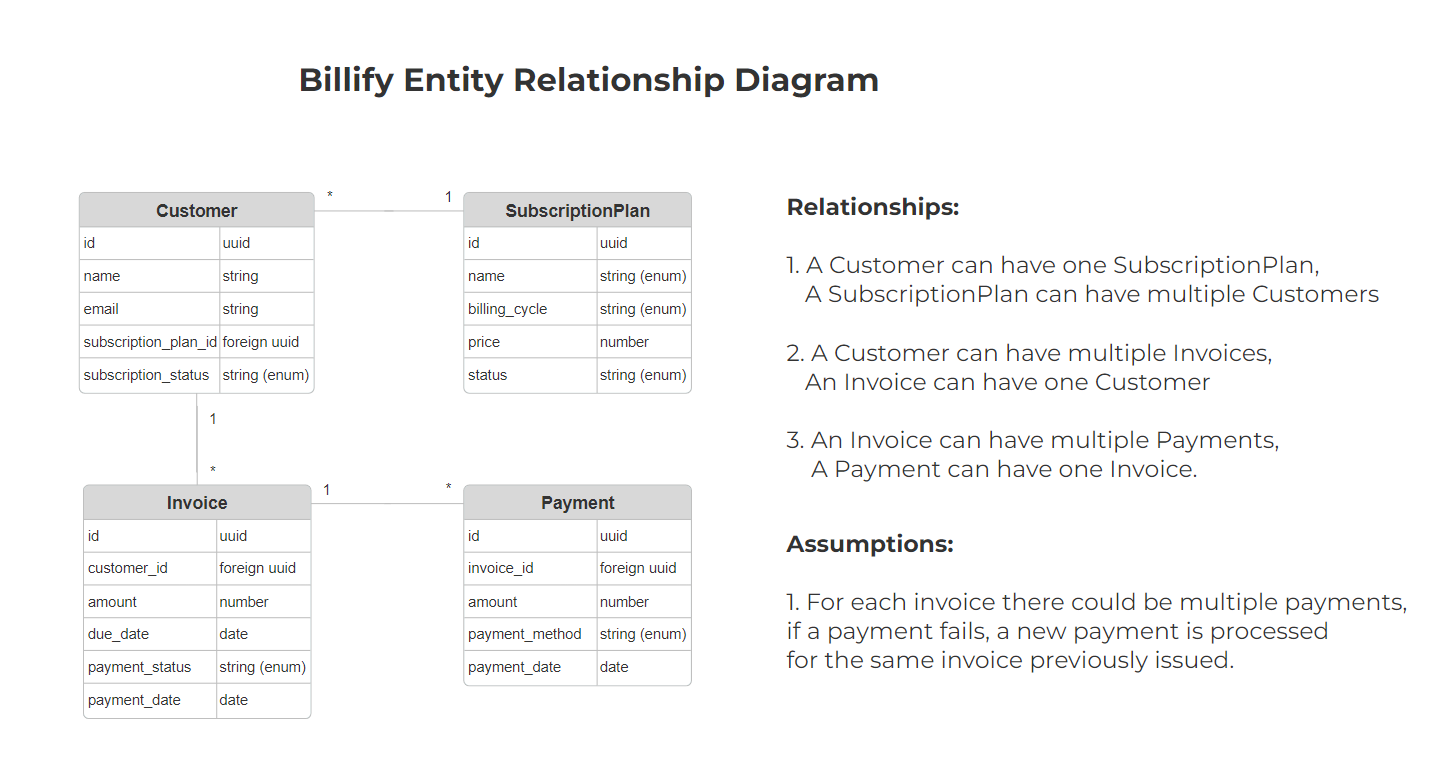 Billify Entity Relationship Diagram
* 1
Customer
id uuid
name string
email string
subscription_plan_id foreign uuid
subscription_status string (enum)
SubscriptionPlan
id uuid
name string (enum)
billing_cycle string (enum)
price number
status string (enum)
1
*
1 *
Invoice
id uuid
customer_id foreign uuid
amount number
due_date date
payment_status string (enum)
payment_date date
Payment
id uuid
invoice_id foreign uuid
amount number
payment_method string (enum)
payment_date date
Relationships:
1. A Customer can have one SubscriptionPlan,
A SubscriptionPlan can have multiple Customers
2. A Customer can have multiple Invoices,
An Invoice can have one Customer
3. An Invoice can have multiple Payments,
A Payment can have one Invoice.
Assumptions:
1. For each invoice there could be multiple payments,
if a payment fails, a new payment is processed
for the same invoice previously issued.